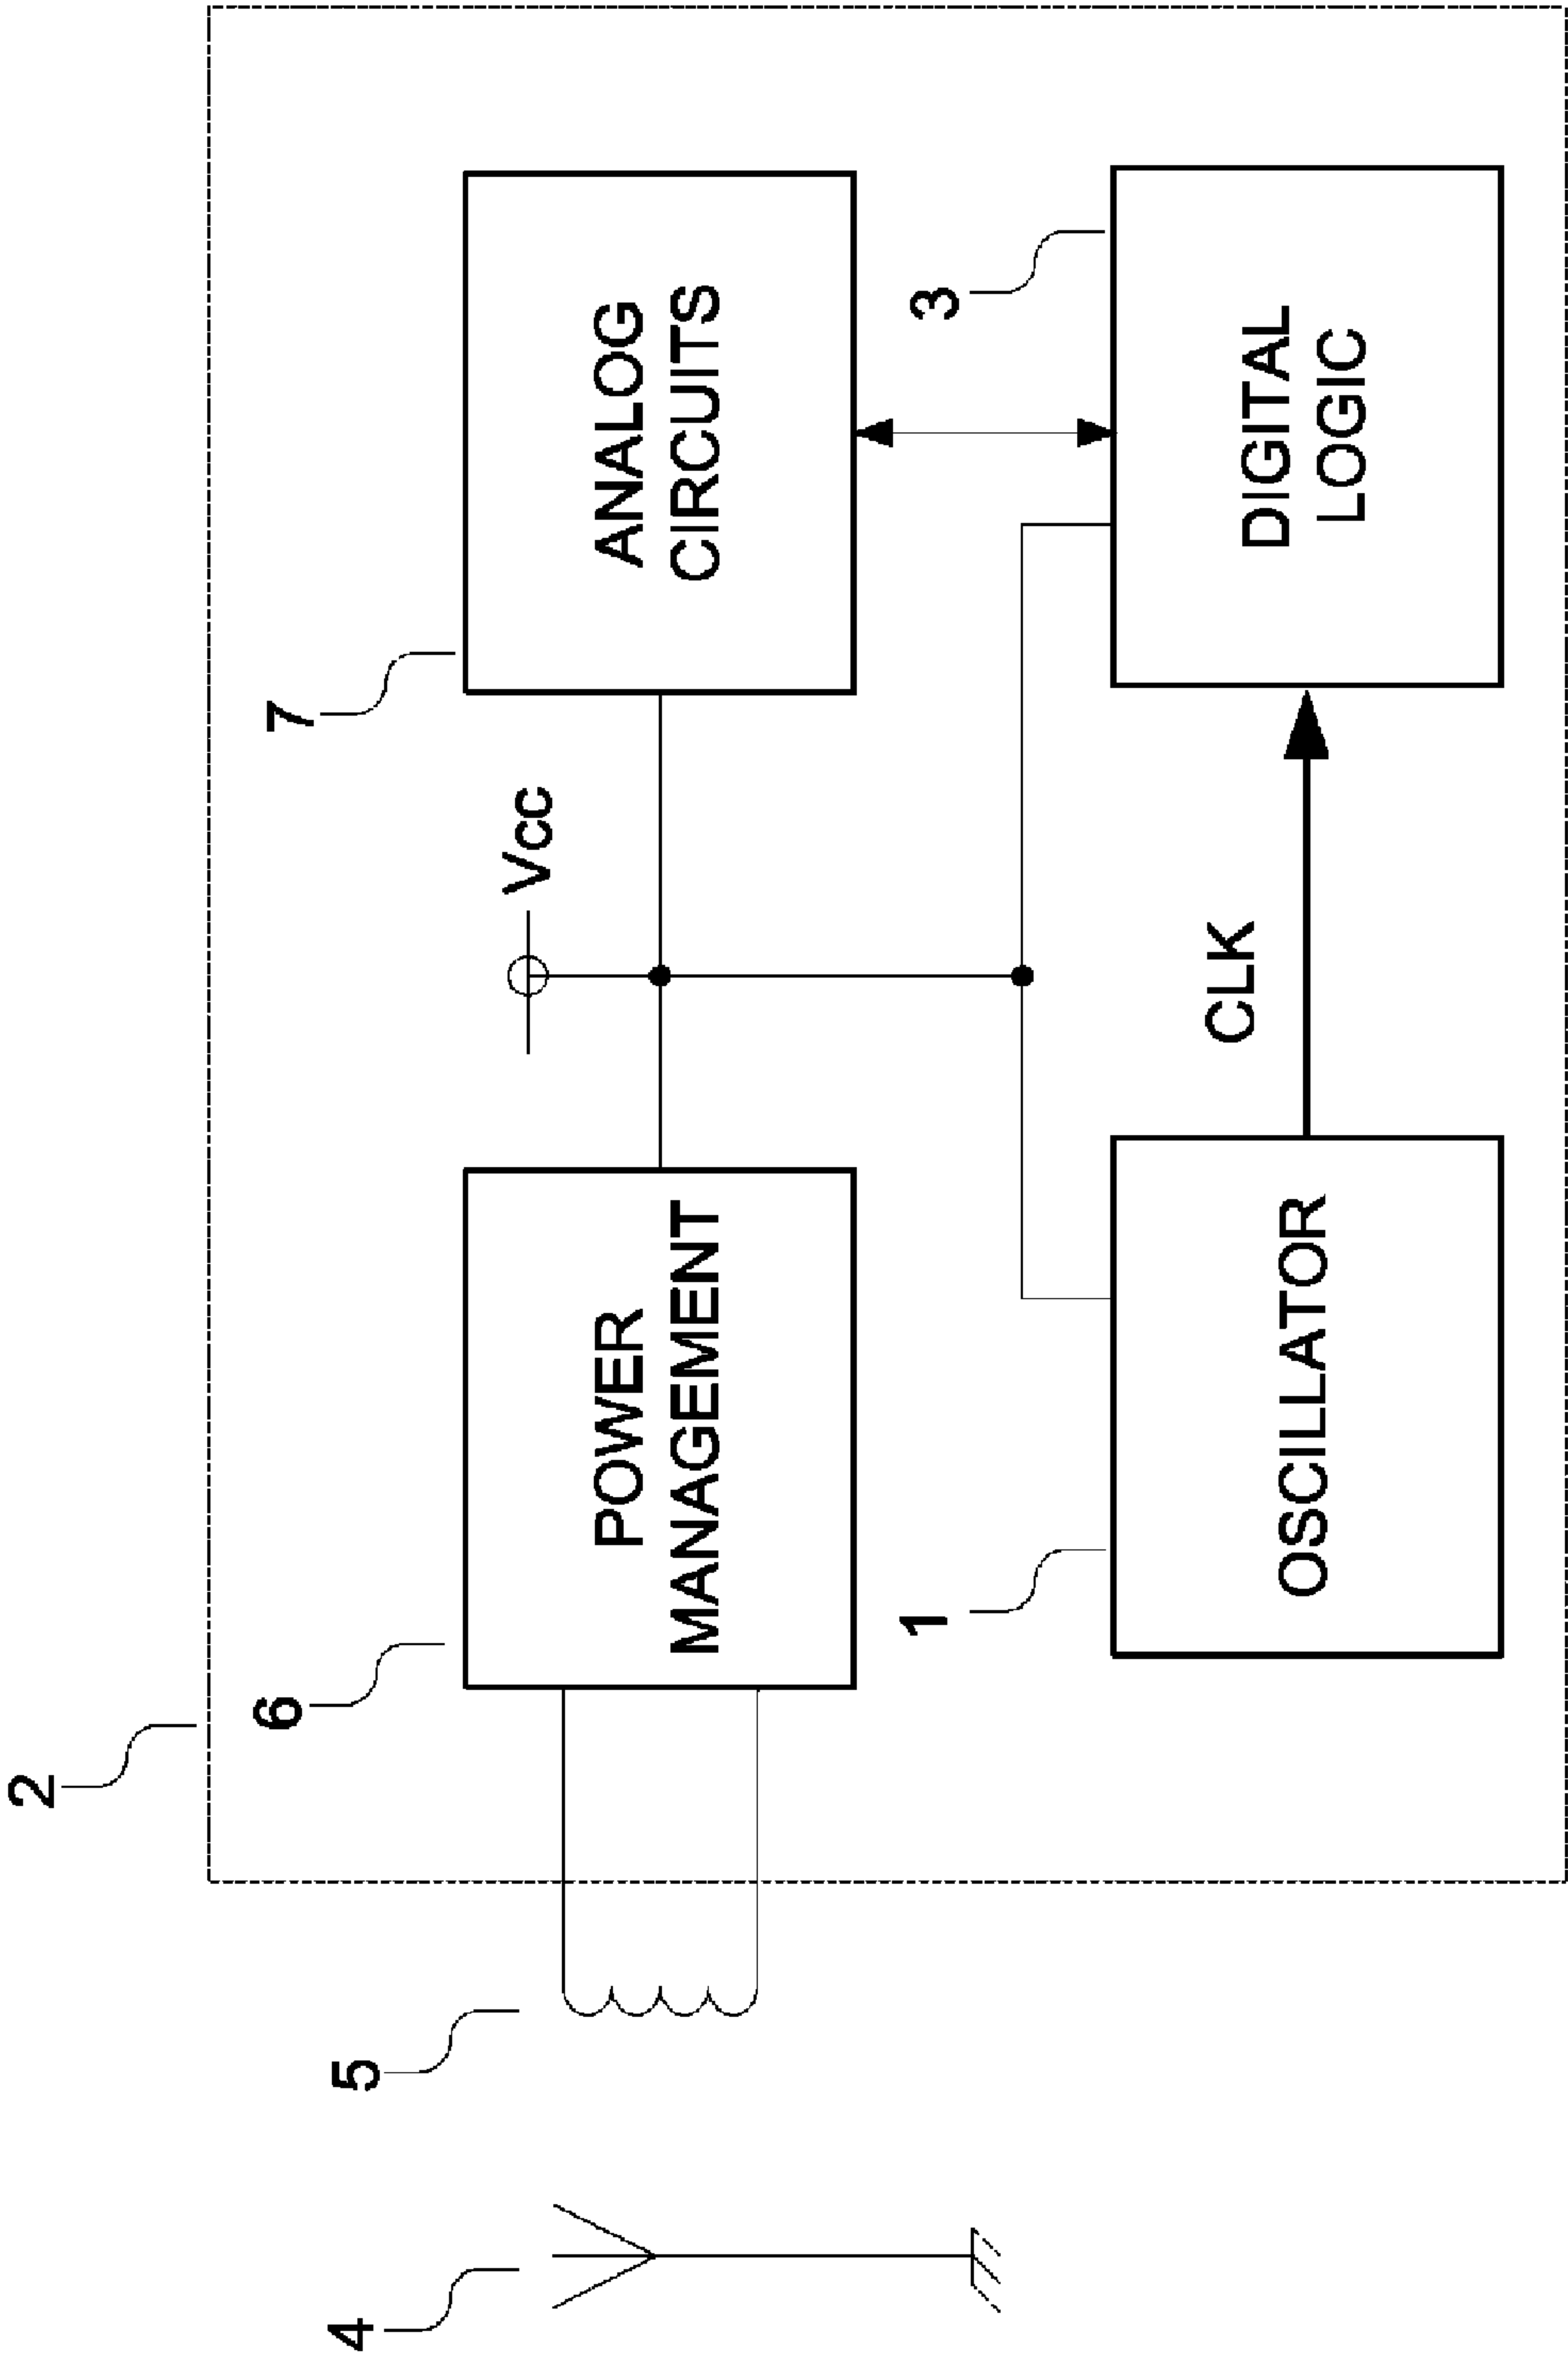 2
6
7
Vcc
POWER
MANAGEMENT
ANALOG
CIRCUITS
4
5
1
3
CLK
OSCILLATOR
DIGITAL
LOGIC